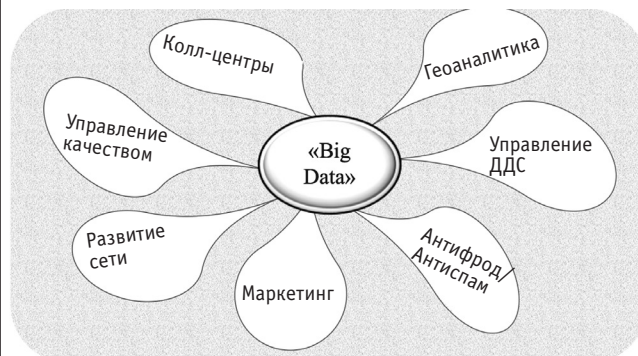 Колл-центры
Геоаналитика
Управление
качеством
«Big
Data»
Управление
ДДС
Развитие
сети
Маркетинг
Антифрод/
Антиспам